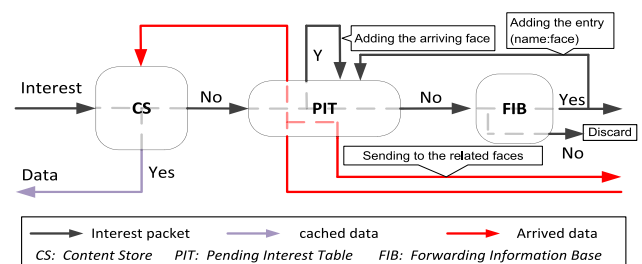 Adding the entry
(name:face)
Adding the arriving face
Y
Interest
No
No
Yes
CS
PIT
FIB
Discard
No
Data
Yes
Sending to the related faces
Interest packet
cached data
Arrived data
CS: Content Store PIT: Pending Interest Table FIB: Forwarding Information Base